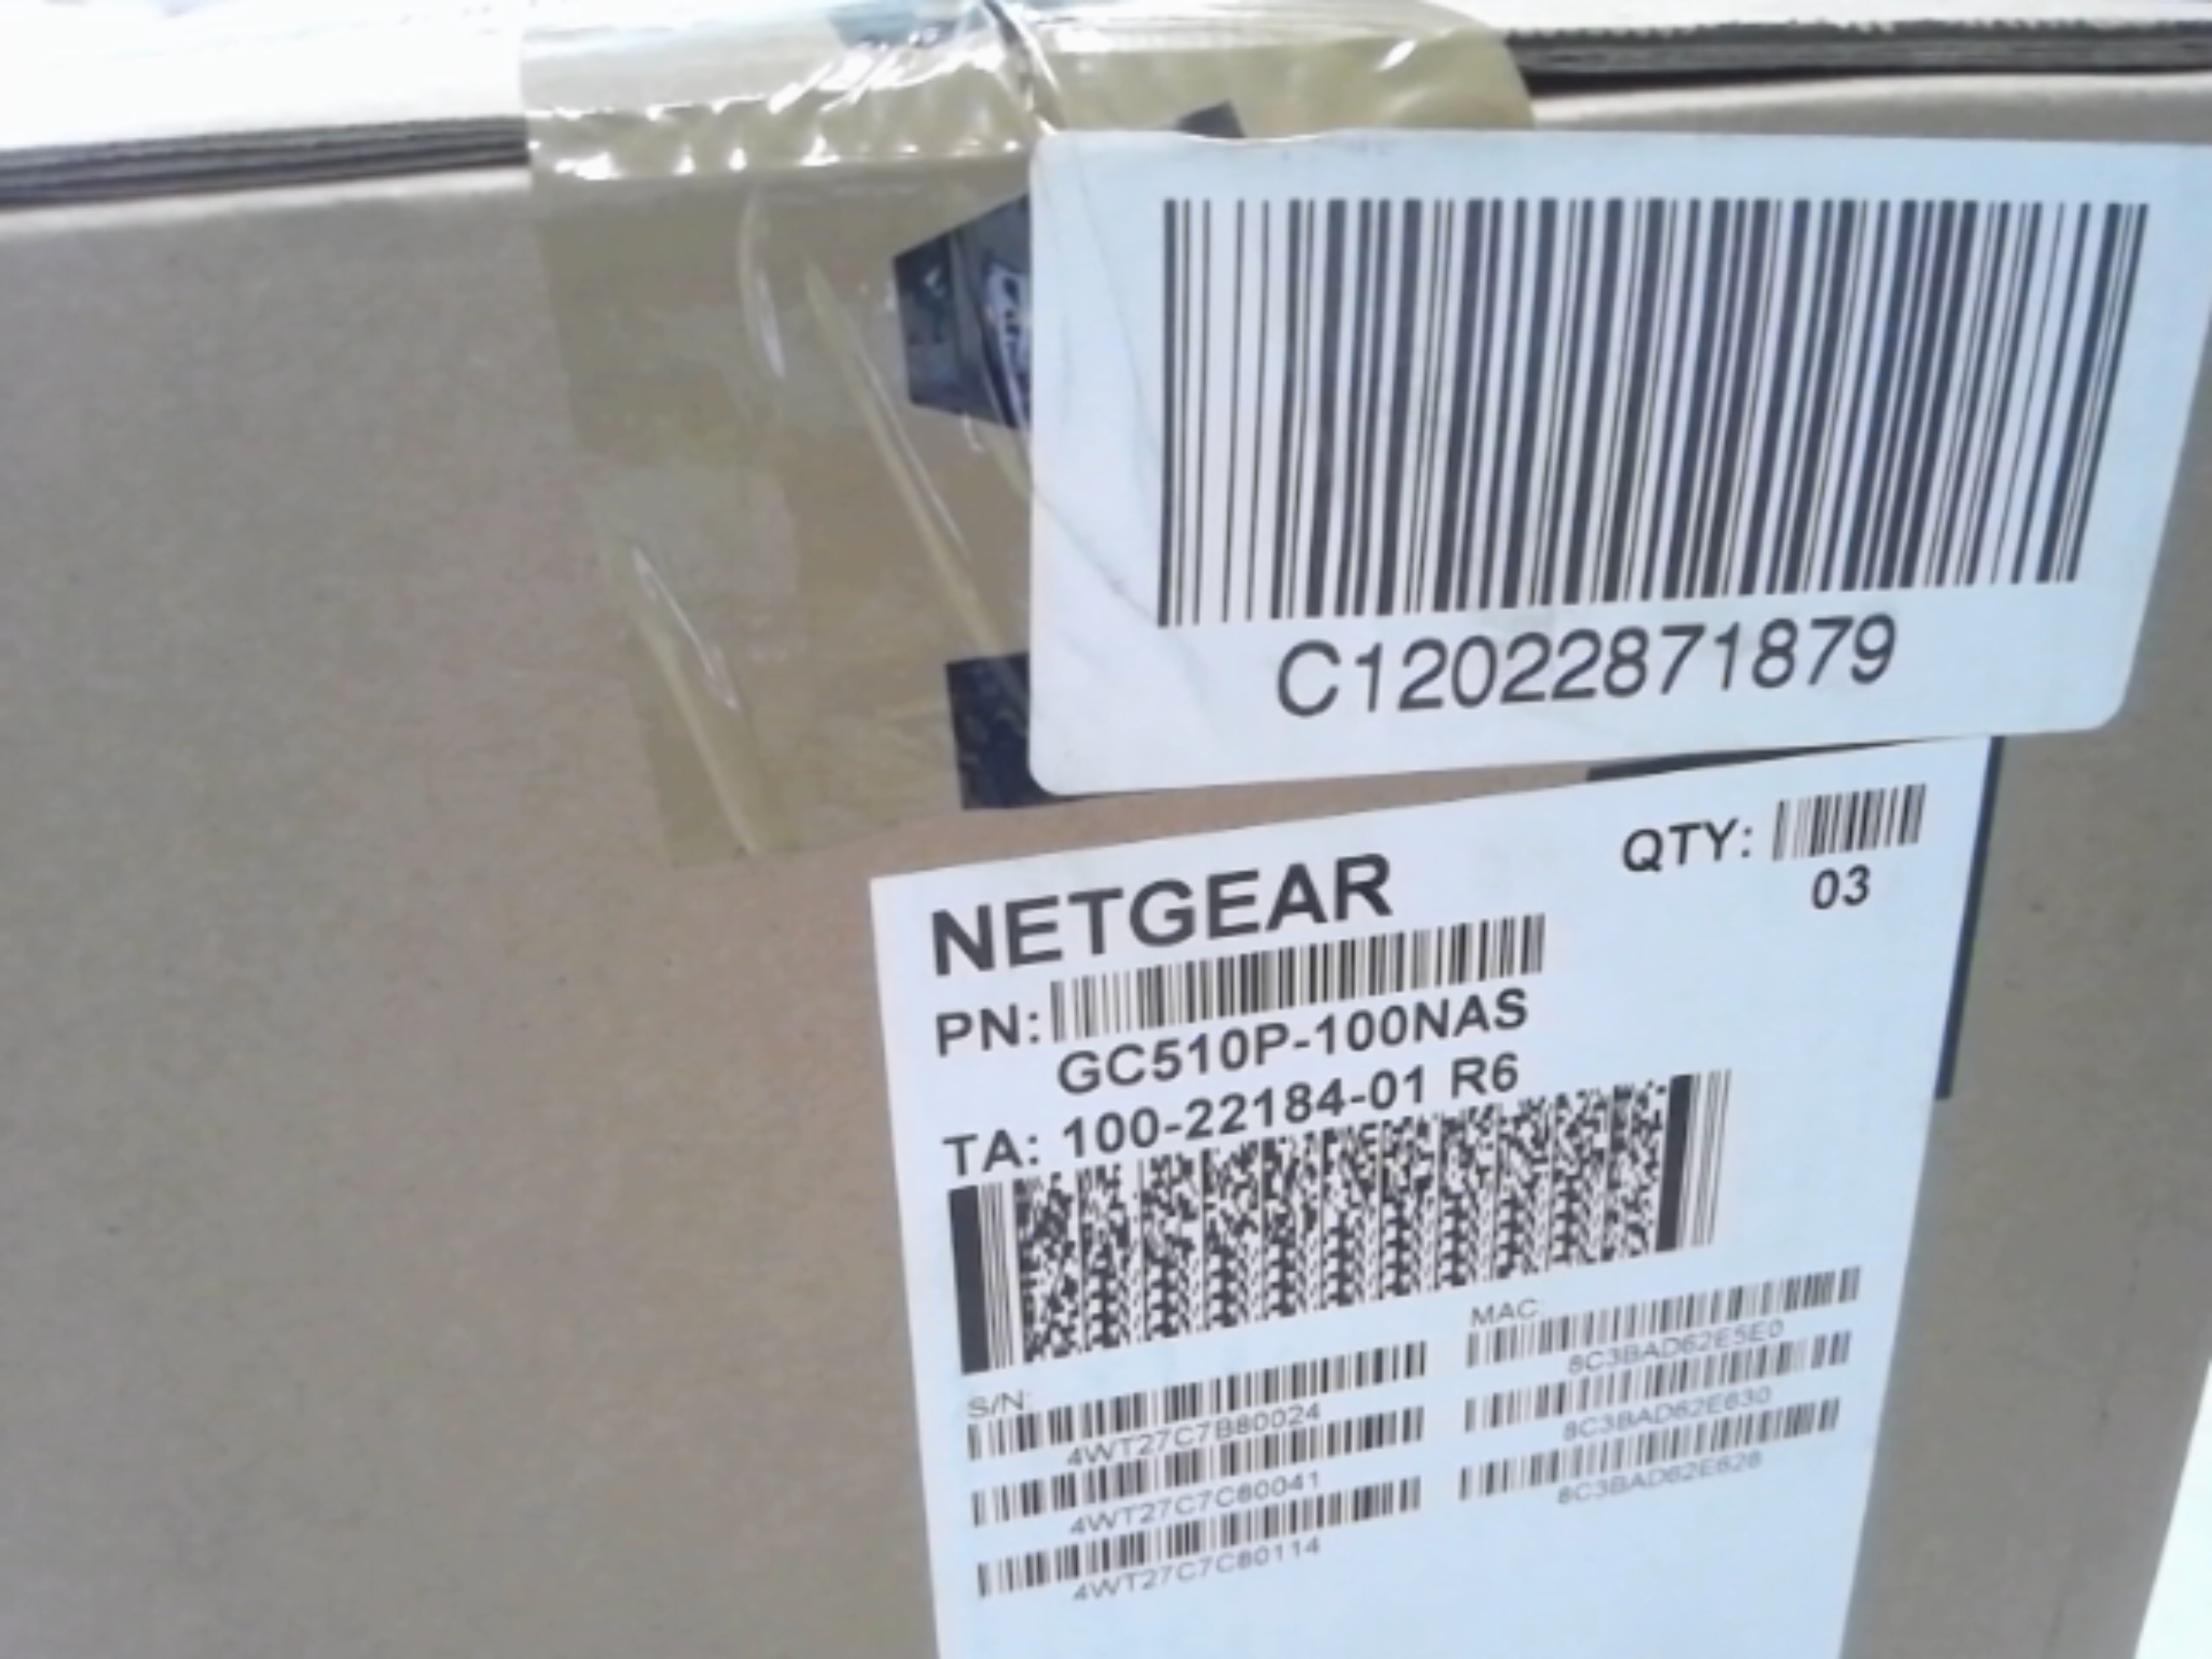 C12022871879
QTY:
03
NETGEAR
PN:
GC510P-100NAS
TA: 100-22184-01 R6
MAC:
8C3BAD62E5E0
8C3BAD62E630
8C3BAD62E628
S/N:
4WT27C7B80024
4WT27C7C80041
4WT27C7C80114